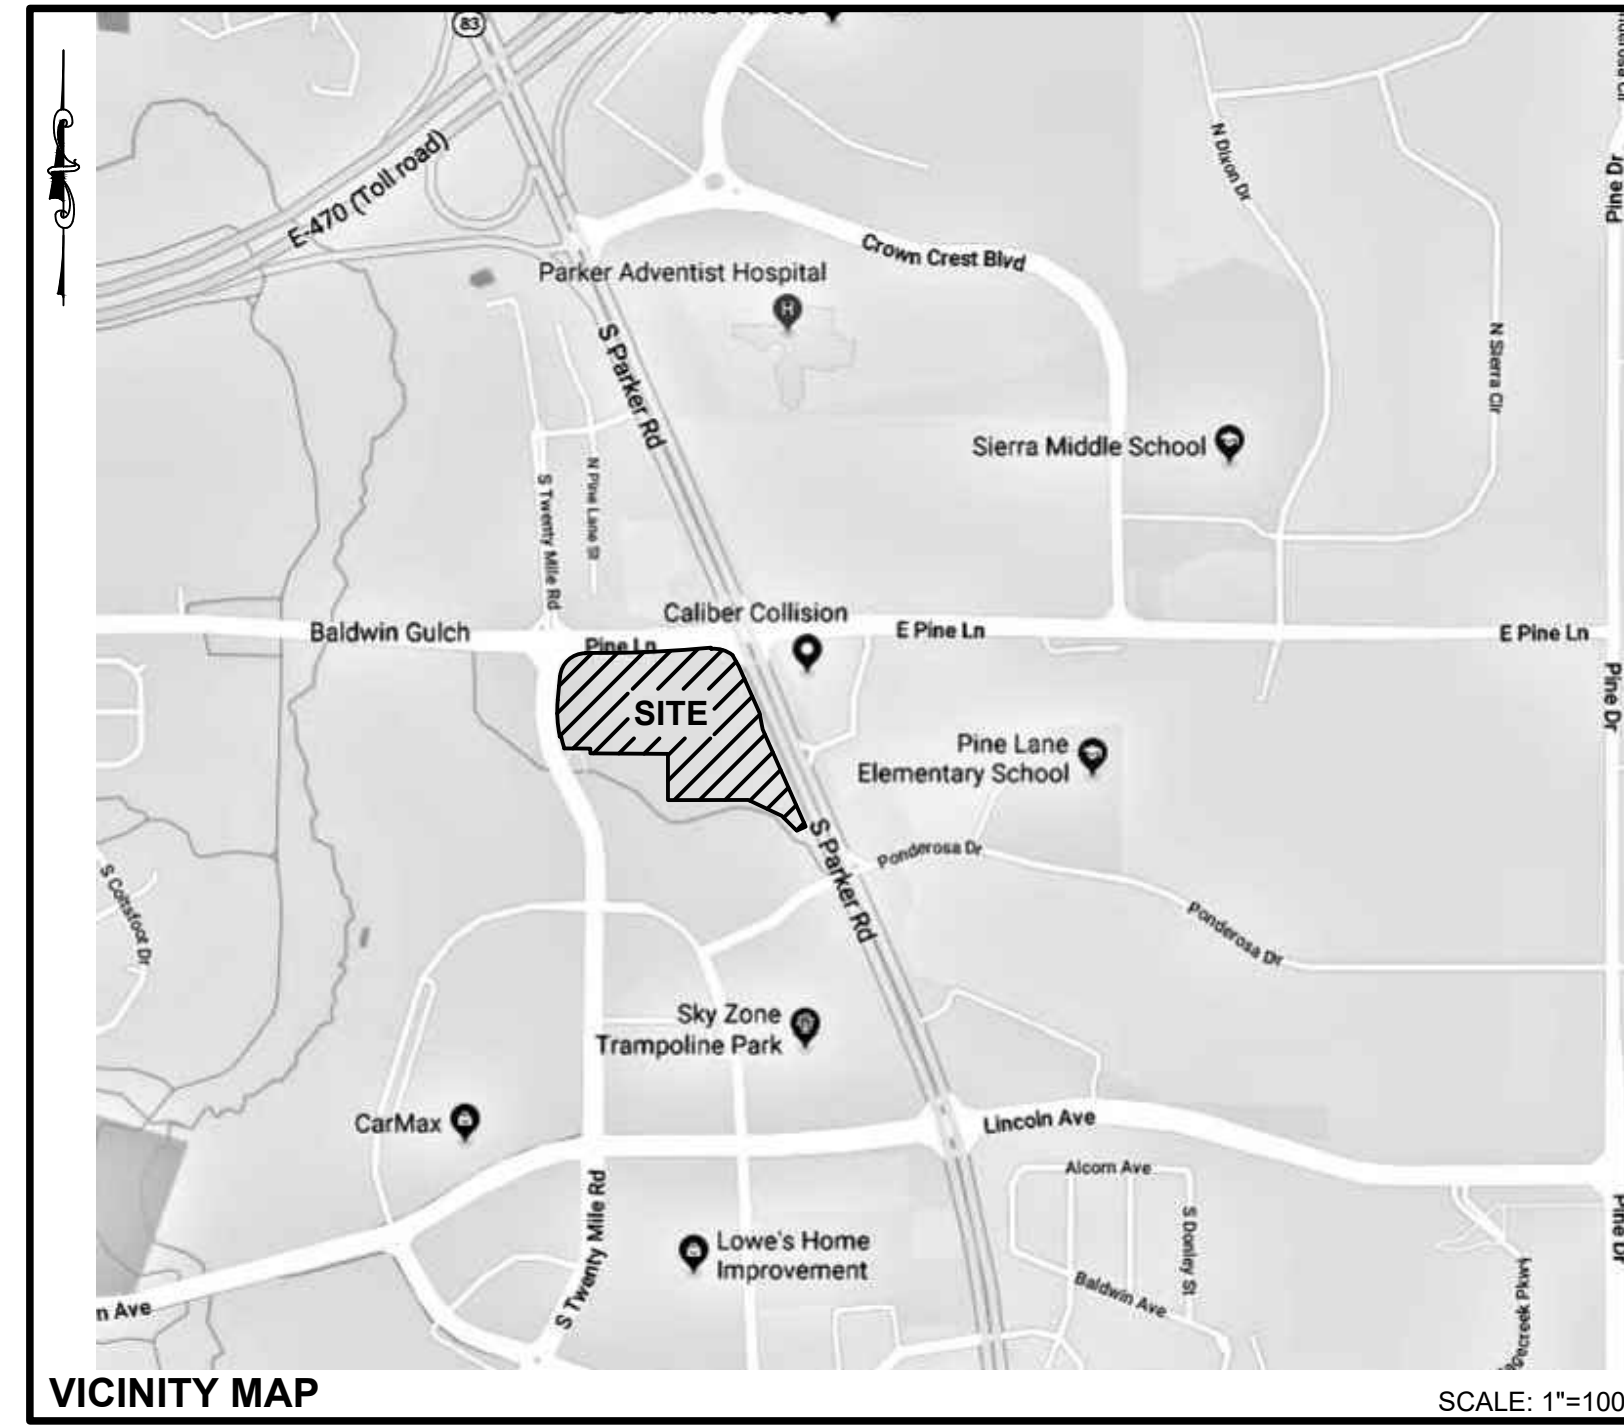 83
E-470 (Toll road)
N Dixon Dr
Pine Dr
Crown Crest Blvd
Parker Adventist Hospital
H
S Parker Rd
N Sierra Cir
Sierra Middle School
S Twenty Mile Rd
N Pine Lane St
Caliber Collision
Baldwin Gulch
Pine Ln
E Pine Ln
E Pine Ln
Pine Dr
SITE
Pine Lane
Elementary School
S Parker Rd
Ponderosa Dr
S Coltsfoot Dr
Ponderosa Dr
Sky Zone
Trampoline Park
CarMax
Lincoln Ave
Alcorn Ave
S Twenty Mile Rd
S Donley St
Pine Dr
Lowe's Home
Improvement
Baldwin Ave
n Ave
VICINITY MAP
SCALE: 1"=100